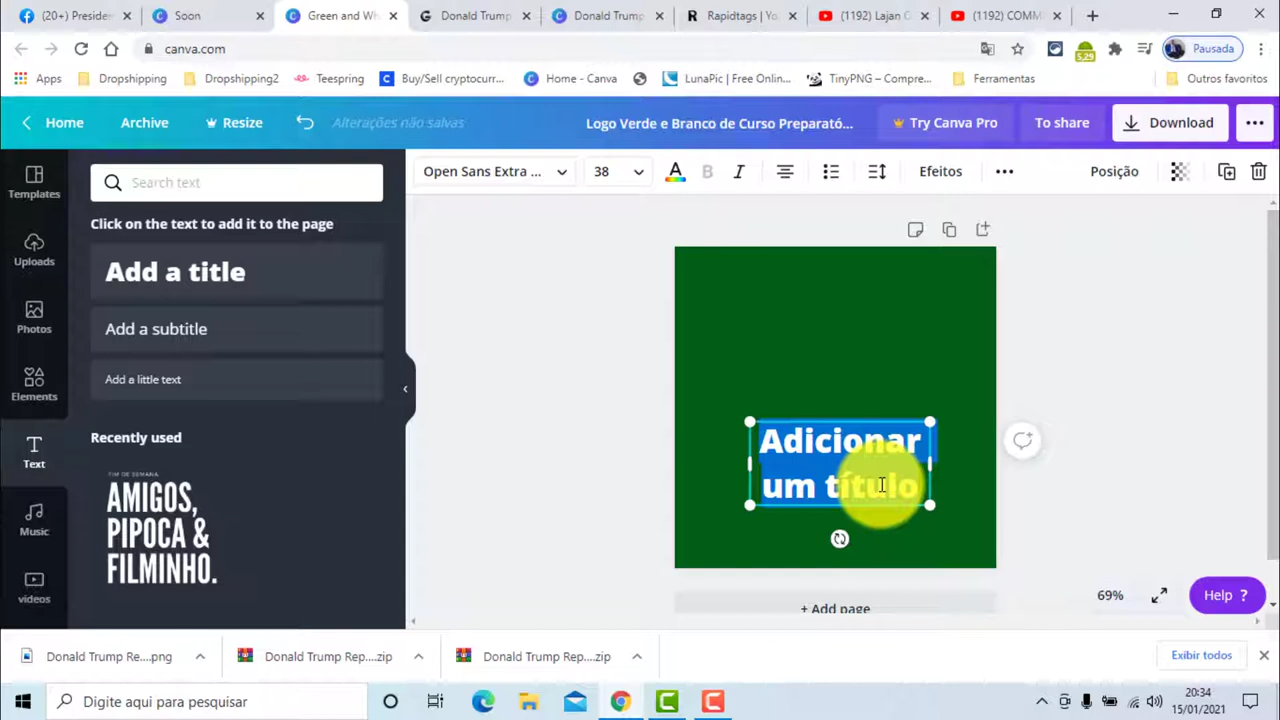 (20+) Presiden
Soon
Green and Wh
Donald Trump
Donald Trump
Rapidtags | Yo
(1192) Lajan
(1192) COMM
canva.com
Pausada
Apps
Dropshipping
Dropshipping2
Teespring
Buy/Sell cryptocurr...
Home - Canva
LunaPic | Free Onlin...
TinyPNG – Compre...
Ferramentas
Outros favoritos
5.29
Home
Archive
Resize
Alterações não salvas
Logo Verde e Branco de Curso Preparató...
Try Canva Pro
To share
Download
Templates
Uploads
Photos
Elements
Text
Music
videos
Search text
Click on the text to add it to the page
Add a title
Add a subtitle
Add a little text
Recently used
FIM DE SEMANA
AMIGOS,
PIPOCA &
FILMINHO.
Open Sans Extra ...
38
A
B
I
Efeitos
Posição
Adicionar
um título
+ Add page
69%
Help ?
Donald Trump Re....png
Donald Trump Rep....zip
Donald Trump Rep....zip
Exibir todos
Digite aqui para pesquisar
20:34
15/01/2021